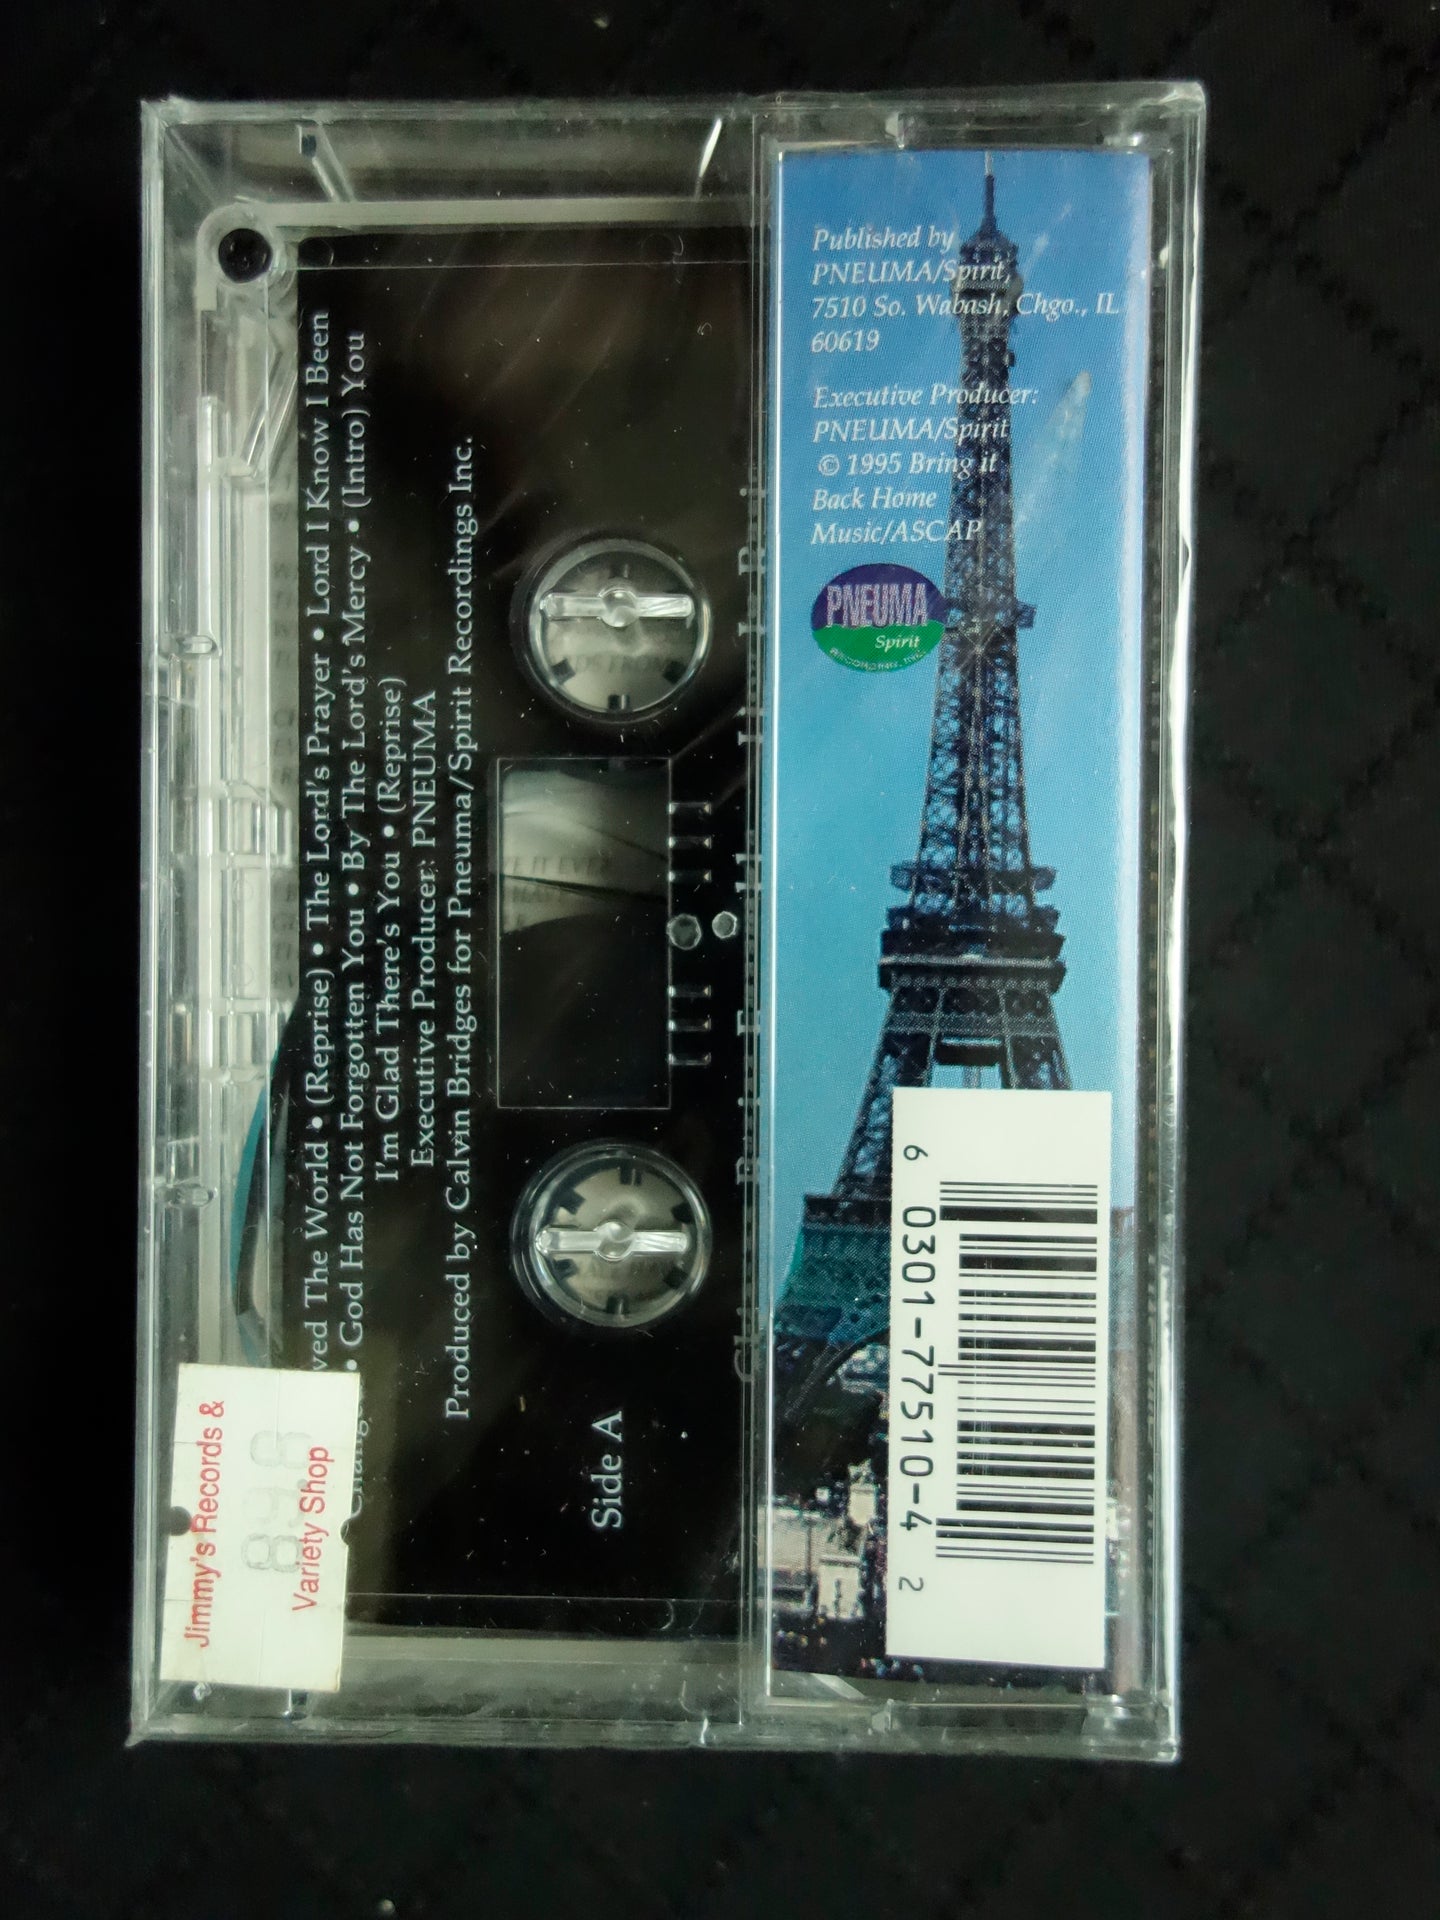 Published by
PNEUMA/Spirit,
7510 So. Wabash, Chgo., IL
60619
Executive Producer:
PNEUMA/Spirit
© 1995 Bring it
Back Home
Music/ASCAP
PNEUMA
Spirit
RECORDING, INC.
6 0301-77510-4 2
ved The World • (Reprise) • The Lord's Prayer • Lord I Know I Been
• God Has Not Forgotten You • By The Lord's Mercy • (Intro) You
I'm Glad There's You • (Reprise)
Executive Producer: PNEUMA
Produced by Calvin Bridges for Pneuma/Spirit Recordings Inc.
Side A
Jimmy's Records &
8.98
Variety Shop